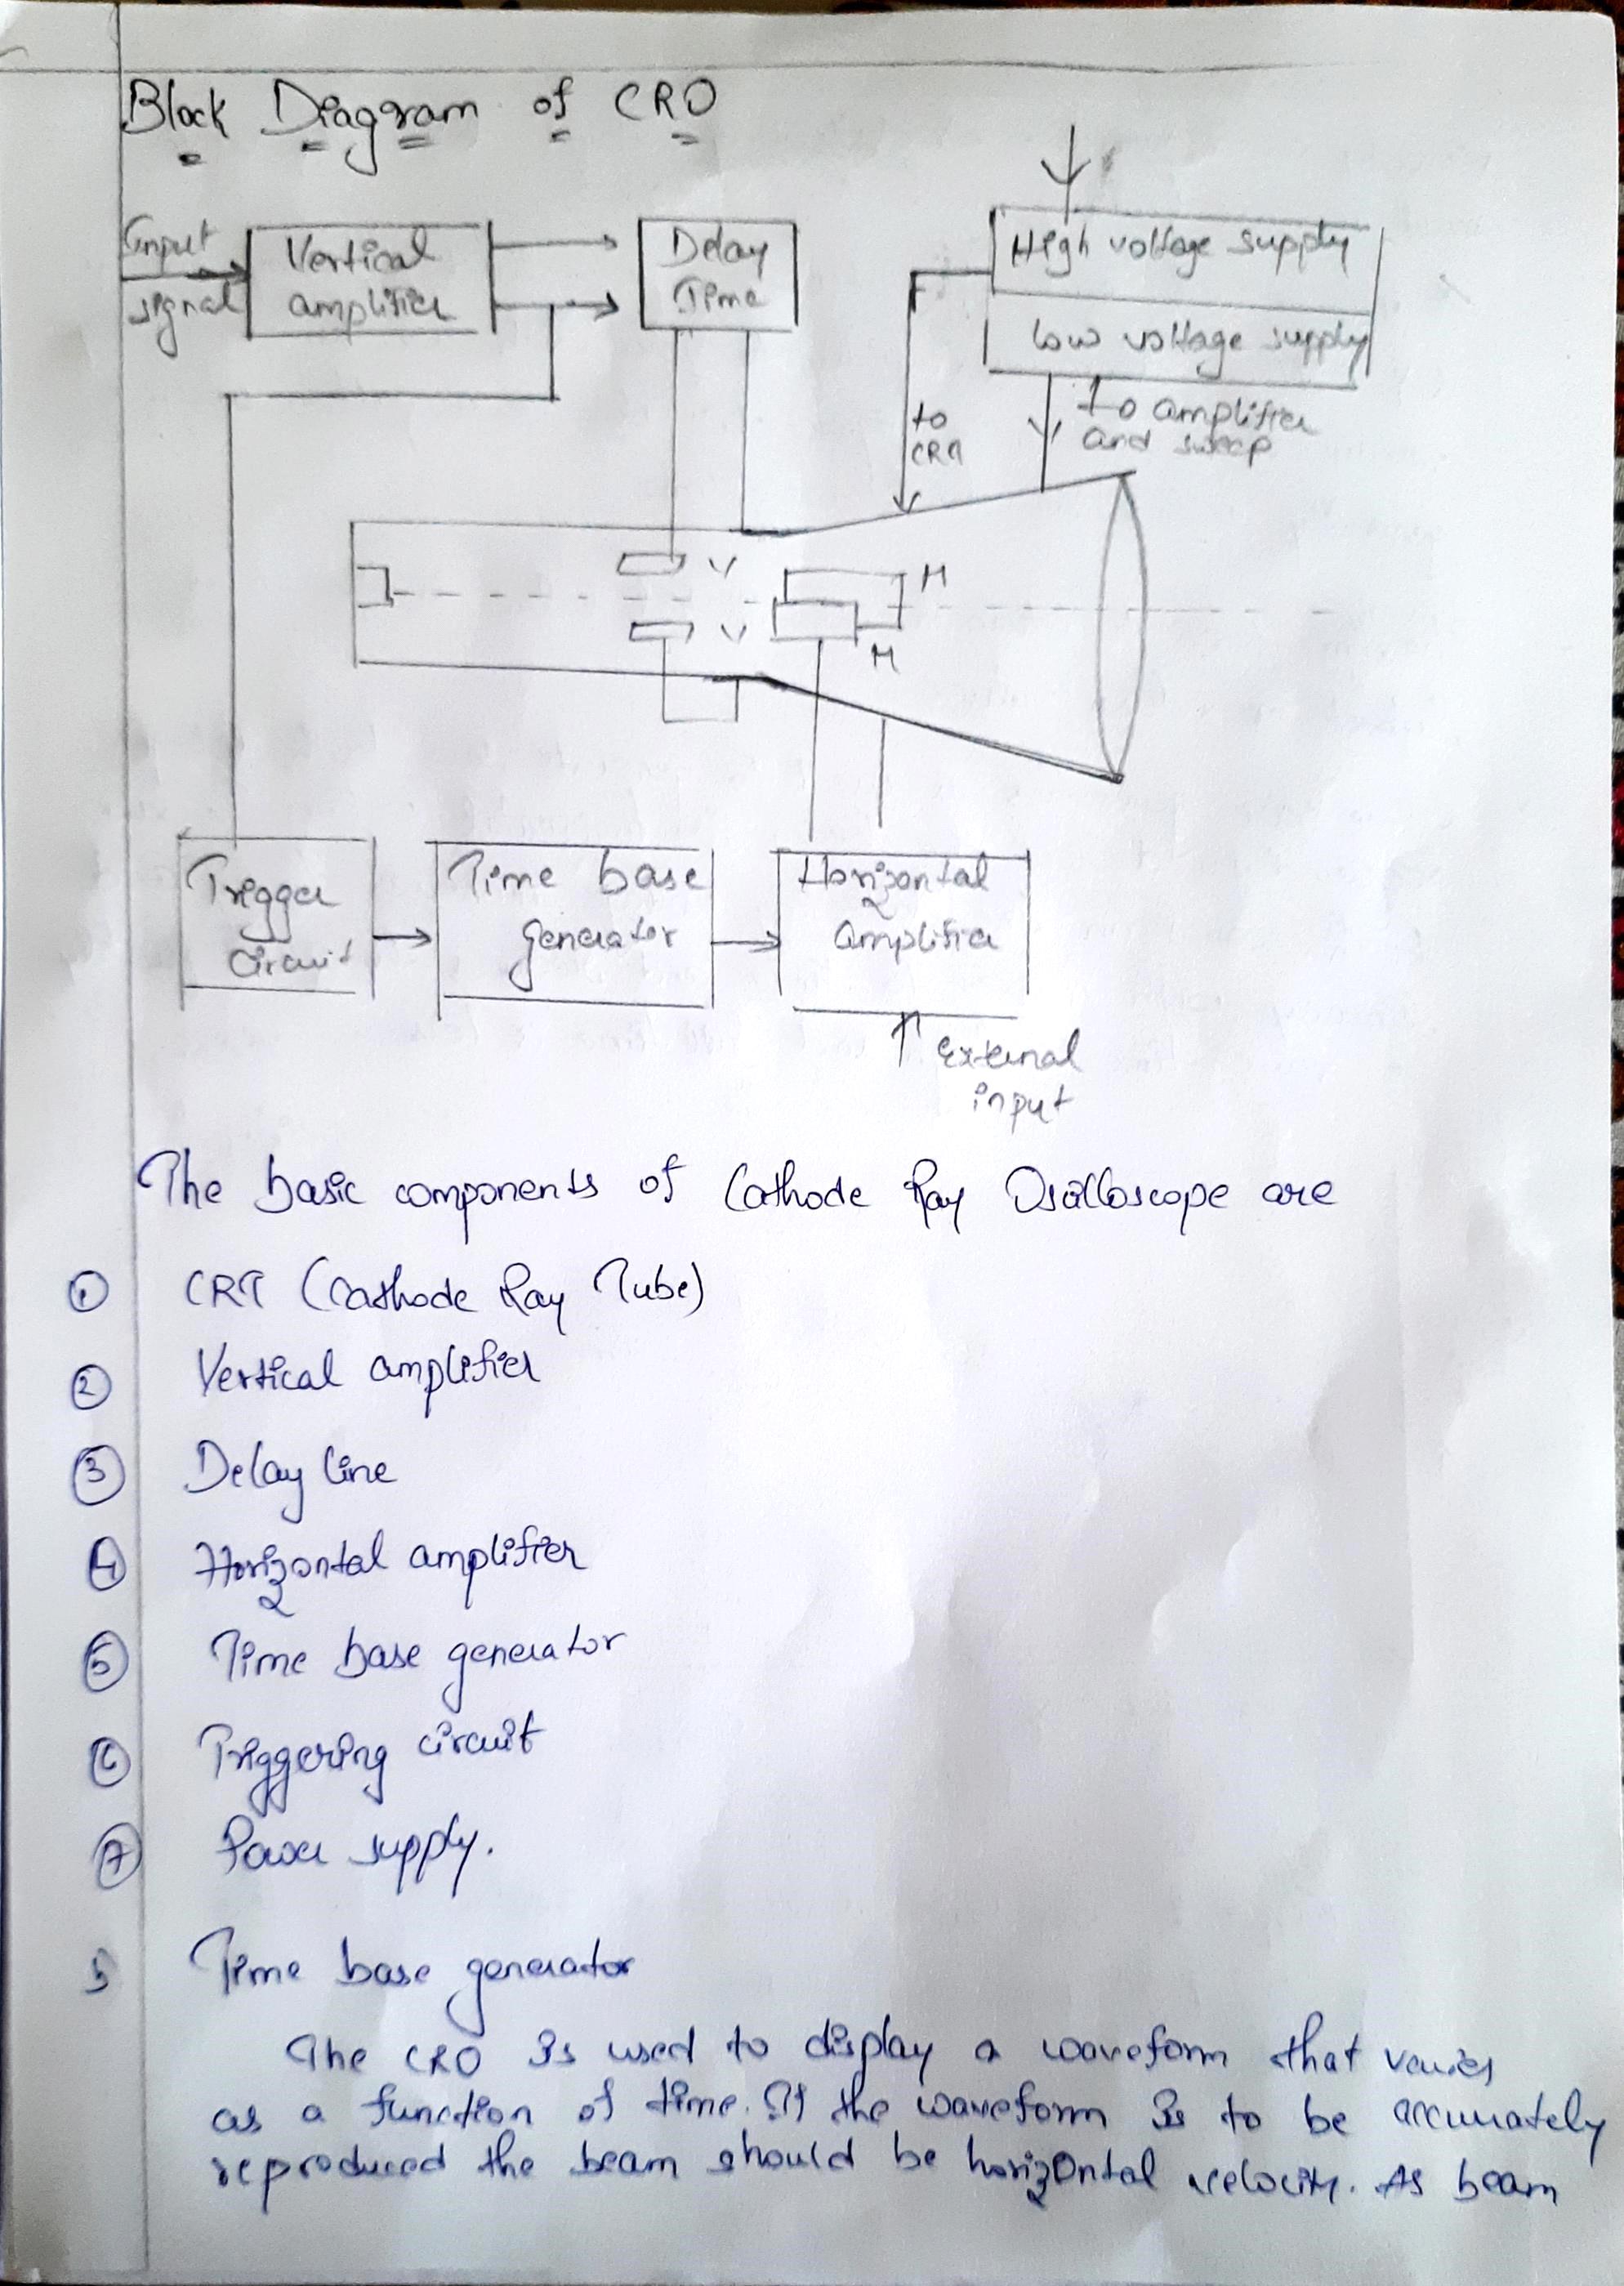 Block Diagram of CRO
Input
signal
Vertical
amplifier
Delay
Time
High voltage supply
low voltage supply
to
CRT
to amplifier
and sweep
V
V
H
H
Trigger
circuit
Time base
generator
Horizontal
amplifier
External
input
The basic components of Cathode Ray Oscilloscope are
1 CRT (Cathode Ray Tube)
2 Vertical amplifier
3 Delay line
4 Horizontal amplifier
5 Time base generator
6 Triggering circuit
7 Power supply.
5 Time base generator
The CRO is used to display a waveform that varies
as a function of time. If the waveform is to be accurately
reproduced the beam should be horizontal velocity. As beam